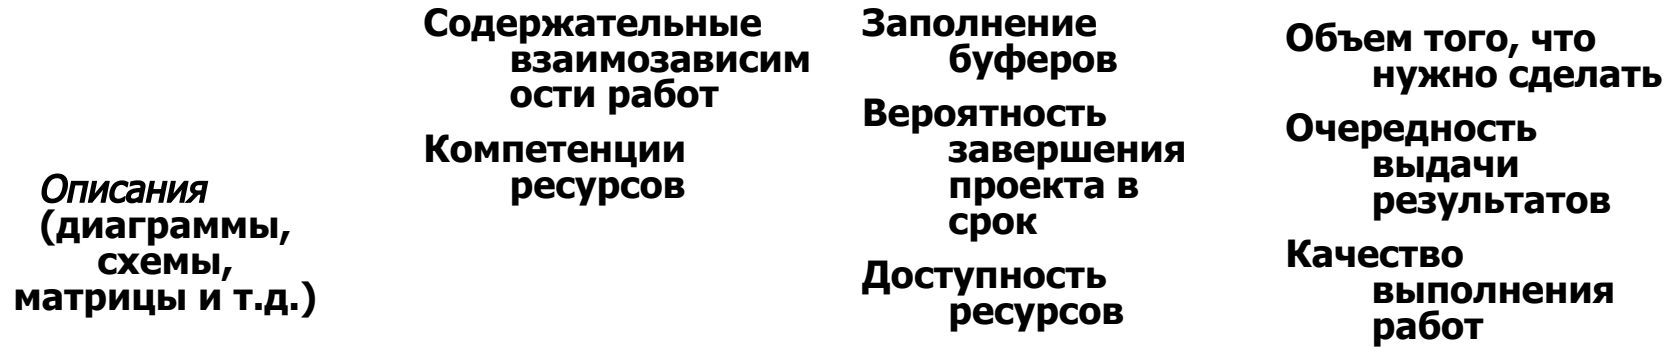 Описания
(диаграммы,
схемы,
матрицы и т.д.)
Содержательные
взаимозависим
ости работ
Компетенции
ресурсов
Заполнение
буферов
Вероятность
завершения
проекта в
срок
Доступность
ресурсов
Объем того, что
нужно сделать
Очередность
выдачи
результатов
Качество
выполнения
работ